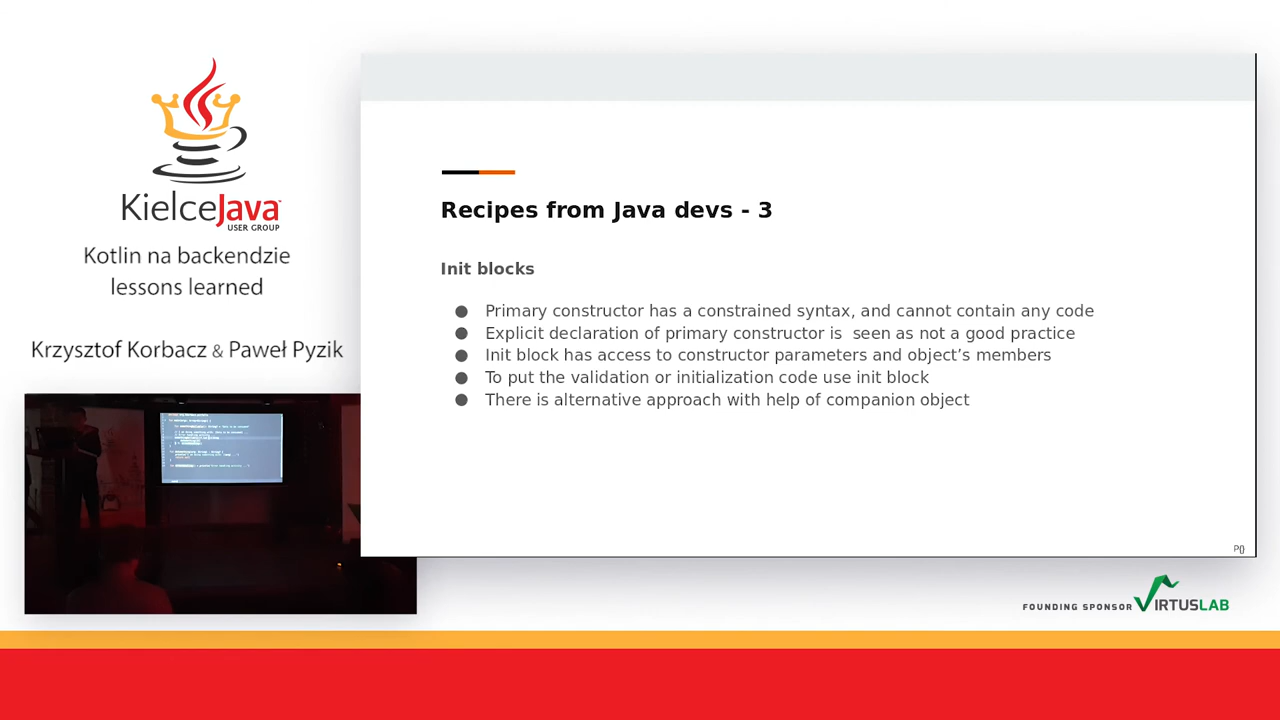 KielceJava
USER GROUP
Kotlin na backendzie
lessons learned
Krzysztof Korbacz & Paweł Pyzik
Recipes from Java devs - 3
Init blocks
● Primary constructor has a constrained syntax, and cannot contain any code
● Explicit declaration of primary constructor is  seen as not a good practice
● Init block has access to constructor parameters and object’s members
● To put the validation or initialization code use init block
● There is alternative approach with help of companion object
P()
FOUNDING SPONSOR VIRTUSLAB